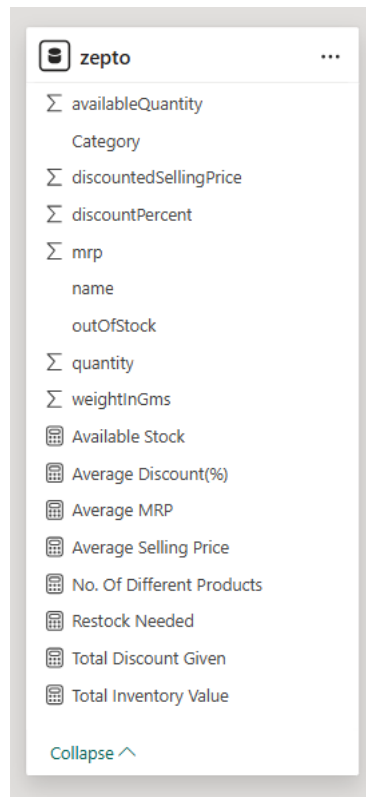 zepto
availableQuantity
Category
discountedSellingPrice
discountPercent
mrp
name
outOfStock
quantity
weightInGms
Available Stock
Average Discount(%)
Average MRP
Average Selling Price
No. Of Different Products
Restock Needed
Total Discount Given
Total Inventory Value
Collapse